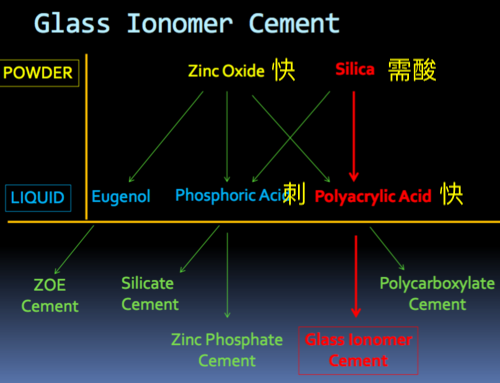 Glass Ionomer Cement
POWDER
Zinc Oxide 快
Silica 需酸
LIQUID
Eugenol
Phosphoric Acid 刺
Polyacrylic Acid 快
ZOE
Cement
Silicate
Cement
Zinc Phosphate
Cement
Glass Ionomer
Cement
Polycarboxylate
Cement